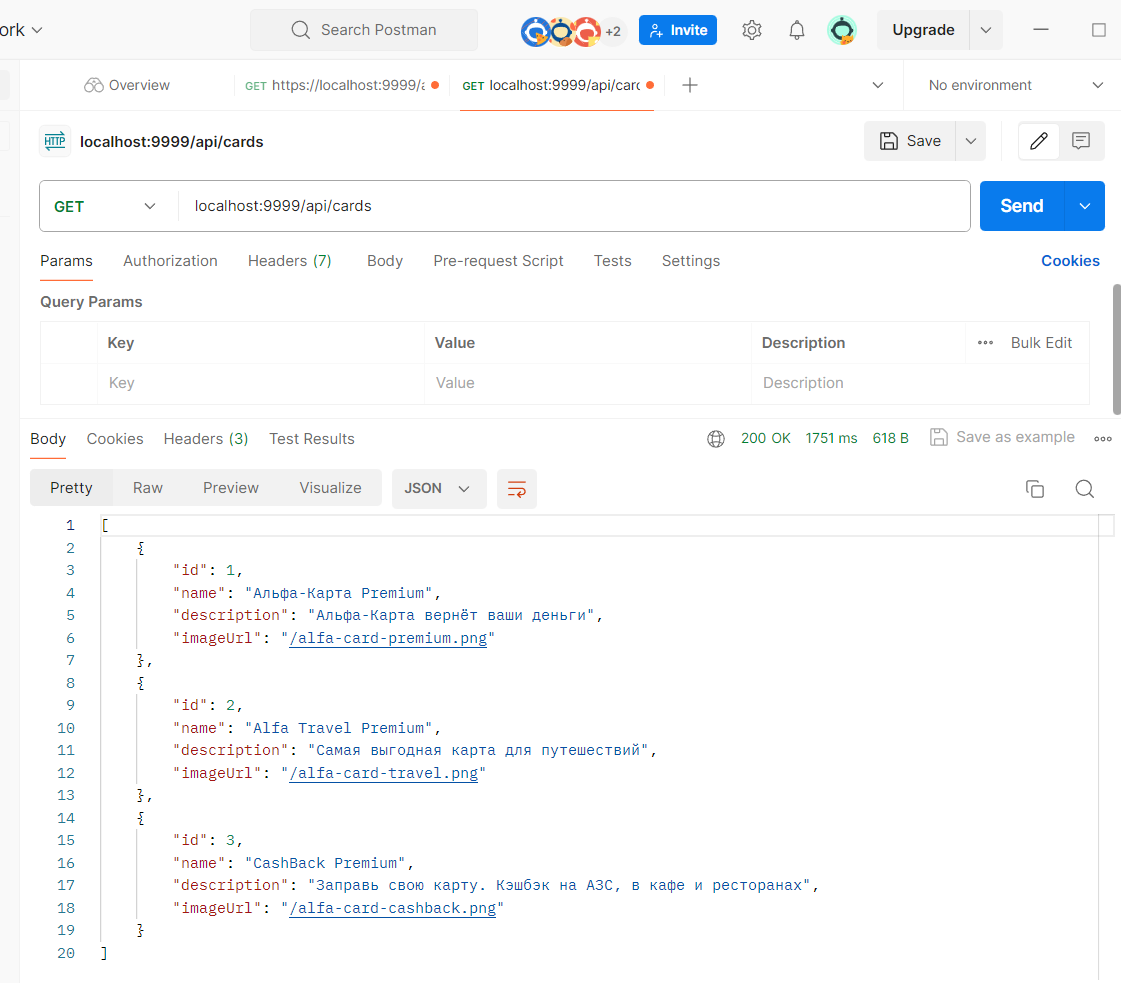 ork
Search Postman
+2
Invite
Upgrade
Overview
GET https://localhost:9999/
GET localhost:9999/api/car
No environment
HTTP localhost:9999/api/cards
Save
GET localhost:9999/api/cards
Send
Params Authorization Headers (7) Body Pre-request Script Tests Settings Cookies
Query Params
Key Value Description ••• Bulk Edit
Key Value Description
Body Cookies Headers (3) Test Results 200 OK 1751 ms 618 B Save as example
Pretty Raw Preview Visualize JSON
1 [
2 {
3 "id": 1,
4 "name": "Альфа-Карта Premium",
5 "description": "Альфа-Карта вернёт ваши деньги",
6 "imageUrl": "/alfa-card-premium.png"
7 },
8 {
9 "id": 2,
10 "name": "Alfa Travel Premium",
11 "description": "Самая выгодная карта для путешествий",
12 "imageUrl": "/alfa-card-travel.png"
13 },
14 {
15 "id": 3,
16 "name": "CashBack Premium",
17 "description": "Заправь свою карту. Кэшбэк на АЗС, в кафе и ресторанах",
18 "imageUrl": "/alfa-card-cashback.png"
19 }
20 ]